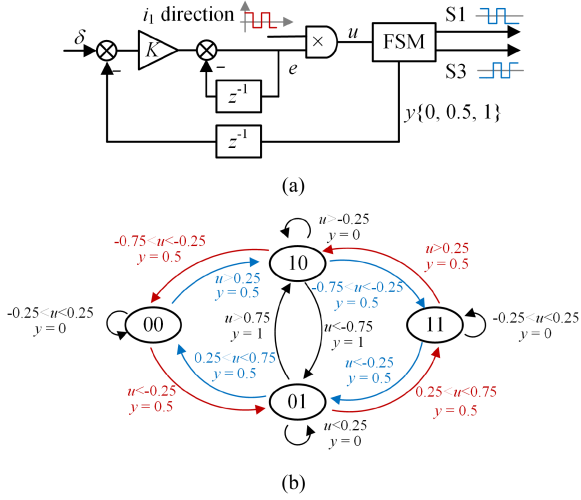 i₁ direction
S1
δ
K
×
u
FSM
−
−
e
S3
z⁻¹
y{0, 0.5, 1}
z⁻¹
−
(a)
u>-0.25
y = 0
-0.75<u<-0.25
y = 0.5
u>0.25
y = 0.5
10
u>0.25
y = 0.5
-0.75<u<-0.25
y = 0.5
-0.25<u<0.25
y = 0
00
u>0.75
y = 1
u<-0.75
y = 1
11
-0.25<u<0.25
y = 0
0.25<u<0.75
y = 0.5
u<-0.25
y = 0.5
u<-0.25
y = 0.5
01
0.25<u<0.75
y = 0.5
u<0.25
y = 0
(b)